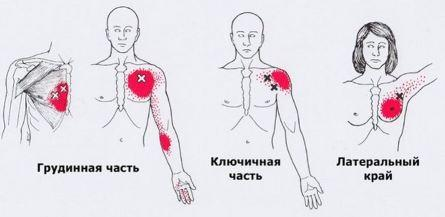 Грудинная часть
Ключичная
часть
Латеральный
край